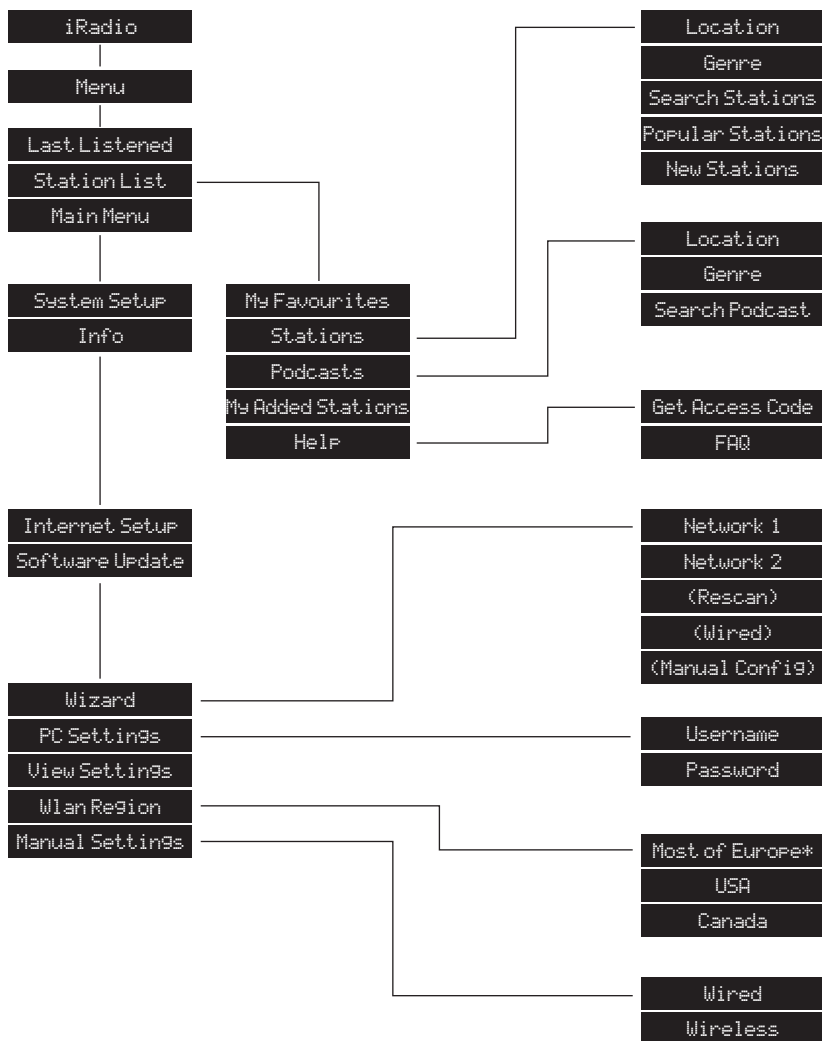 iRadio
Menu
Last Listened
Station List
Main Menu
System Setup
Info
Internet Setup
Software Update
Wizard
PC Settings
View Settings
Wlan Region
Manual Settings
My Favourites
Stations
Podcasts
My Added Stations
Help
Location
Genre
Search Stations
Popular Stations
New Stations
Location
Genre
Search Podcast
Get Access Code
FAQ
Network 1
Network 2
(Rescan)
(Wired)
(Manual Config)
Username
Password
Most of Europe*
USA
Canada
Wired
Wireless